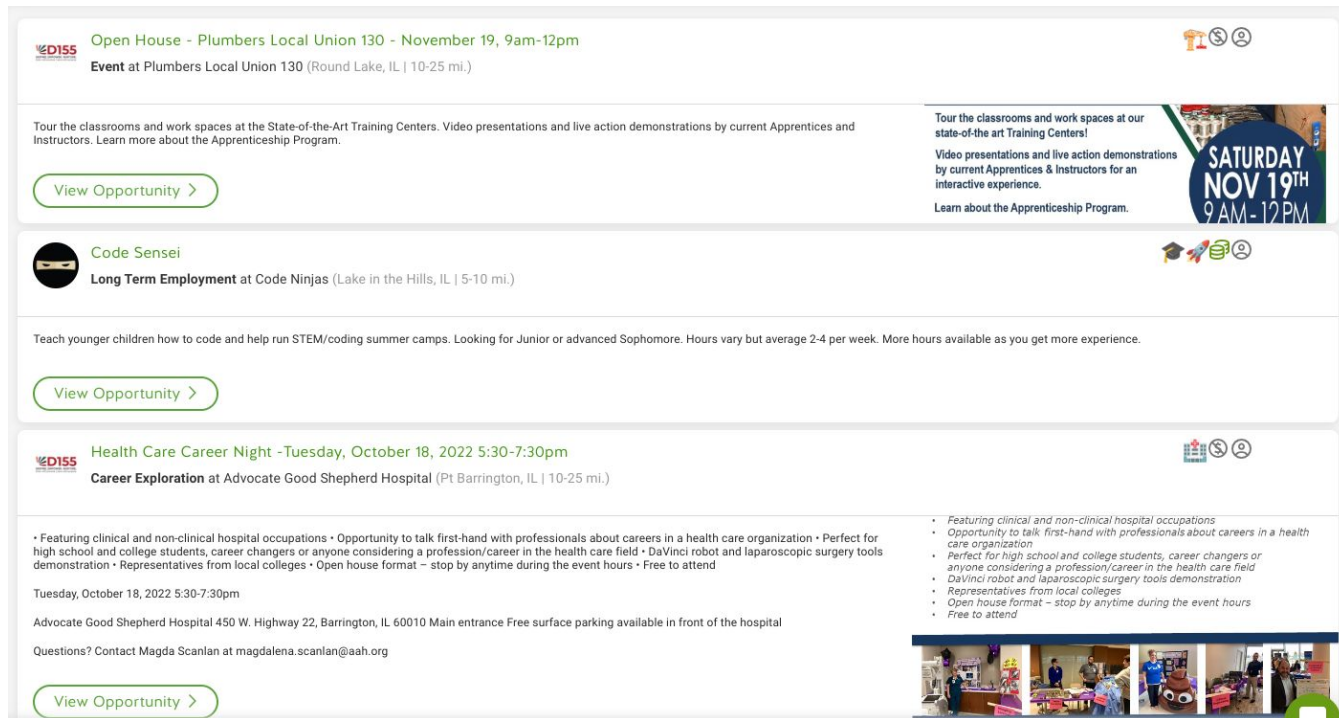 D155
Open House - Plumbers Local Union 130 - November 19, 9am-12pm
Event at Plumbers Local Union 130 (Round Lake, IL | 10-25 mi.)
Tour the classrooms and work spaces at the State-of-the-Art Training Centers. Video presentations and live action demonstrations by current Apprentices and
Instructors. Learn more about the Apprenticeship Program.
View Opportunity
Tour the classrooms and work spaces at our
state-of-the art Training Centers!
Video presentations and live action demonstrations
by current Apprentices & Instructors for an
interactive experience.
Learn about the Apprenticeship Program.
SATURDAY
NOV 19TH
9 AM-12PM
Code Sensei
Long Term Employment at Code Ninjas (Lake in the Hills, IL | 5-10 mi.)
Teach younger children how to code and help run STEM/coding summer camps. Looking for Junior or advanced Sophomore. Hours vary but average 2-4 per week. More hours available as you get more experience.
View Opportunity
D155
Health Care Career Night -Tuesday, October 18, 2022 5:30-7:30pm
Career Exploration at Advocate Good Shepherd Hospital (Pt Barrington, IL | 10-25 mi.)
• Featuring clinical and non-clinical hospital occupations • Opportunity to talk first-hand with professionals about careers in a health care organization • Perfect for
high school and college students, career changers or anyone considering a profession/career in the health care field • DaVinci robot and laparoscopic surgery tools
demonstration • Representatives from local colleges • Open house format – stop by anytime during the event hours • Free to attend
Tuesday, October 18, 2022 5:30-7:30pm
Advocate Good Shepherd Hospital 450 W. Highway 22, Barrington, IL 60010 Main entrance Free surface parking available in front of the hospital
Questions? Contact Magda Scanlan at magdalena.scanlan@aah.org
View Opportunity
• Featuring clinical and non-clinical hospital occupations
• Opportunity to talk first-hand with professionals about careers in a health
care organization
• Perfect for high school and college students, career changers or
anyone considering a profession/career in the health care field
• DaVinci robot and laparoscopic surgery tools demonstration
• Representatives from local colleges
• Open house format – stop by anytime during the event hours
• Free to attend